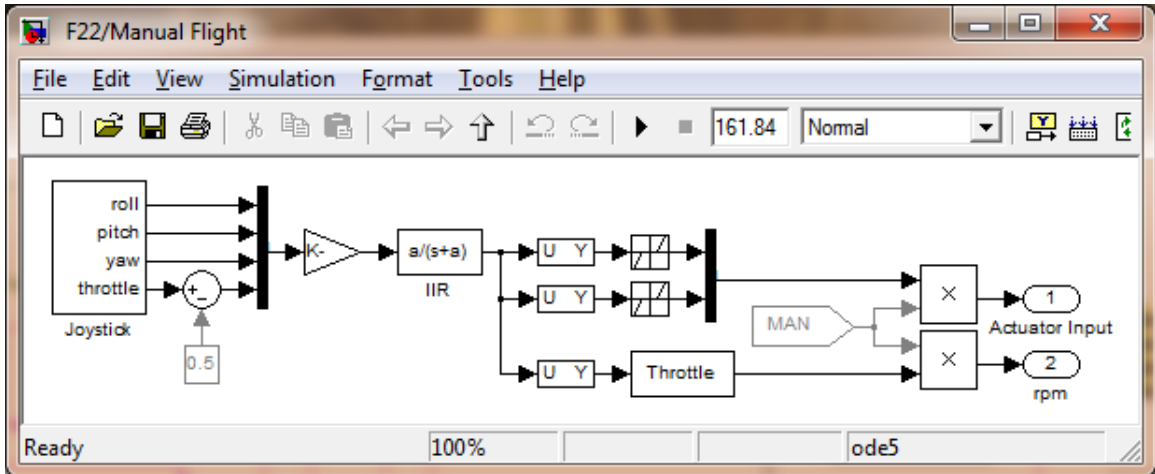 F22/Manual Flight
File Edit View Simulation Format Tools Help
161.84 Normal
roll
pitch
yaw
throttle
Joystick
+
-
0.5
K-
a/(s+a)
IIR
U Y
U Y
U Y
Throttle
MAN
×
×
1
Actuator Input
2
rpm
Ready 100% ode5